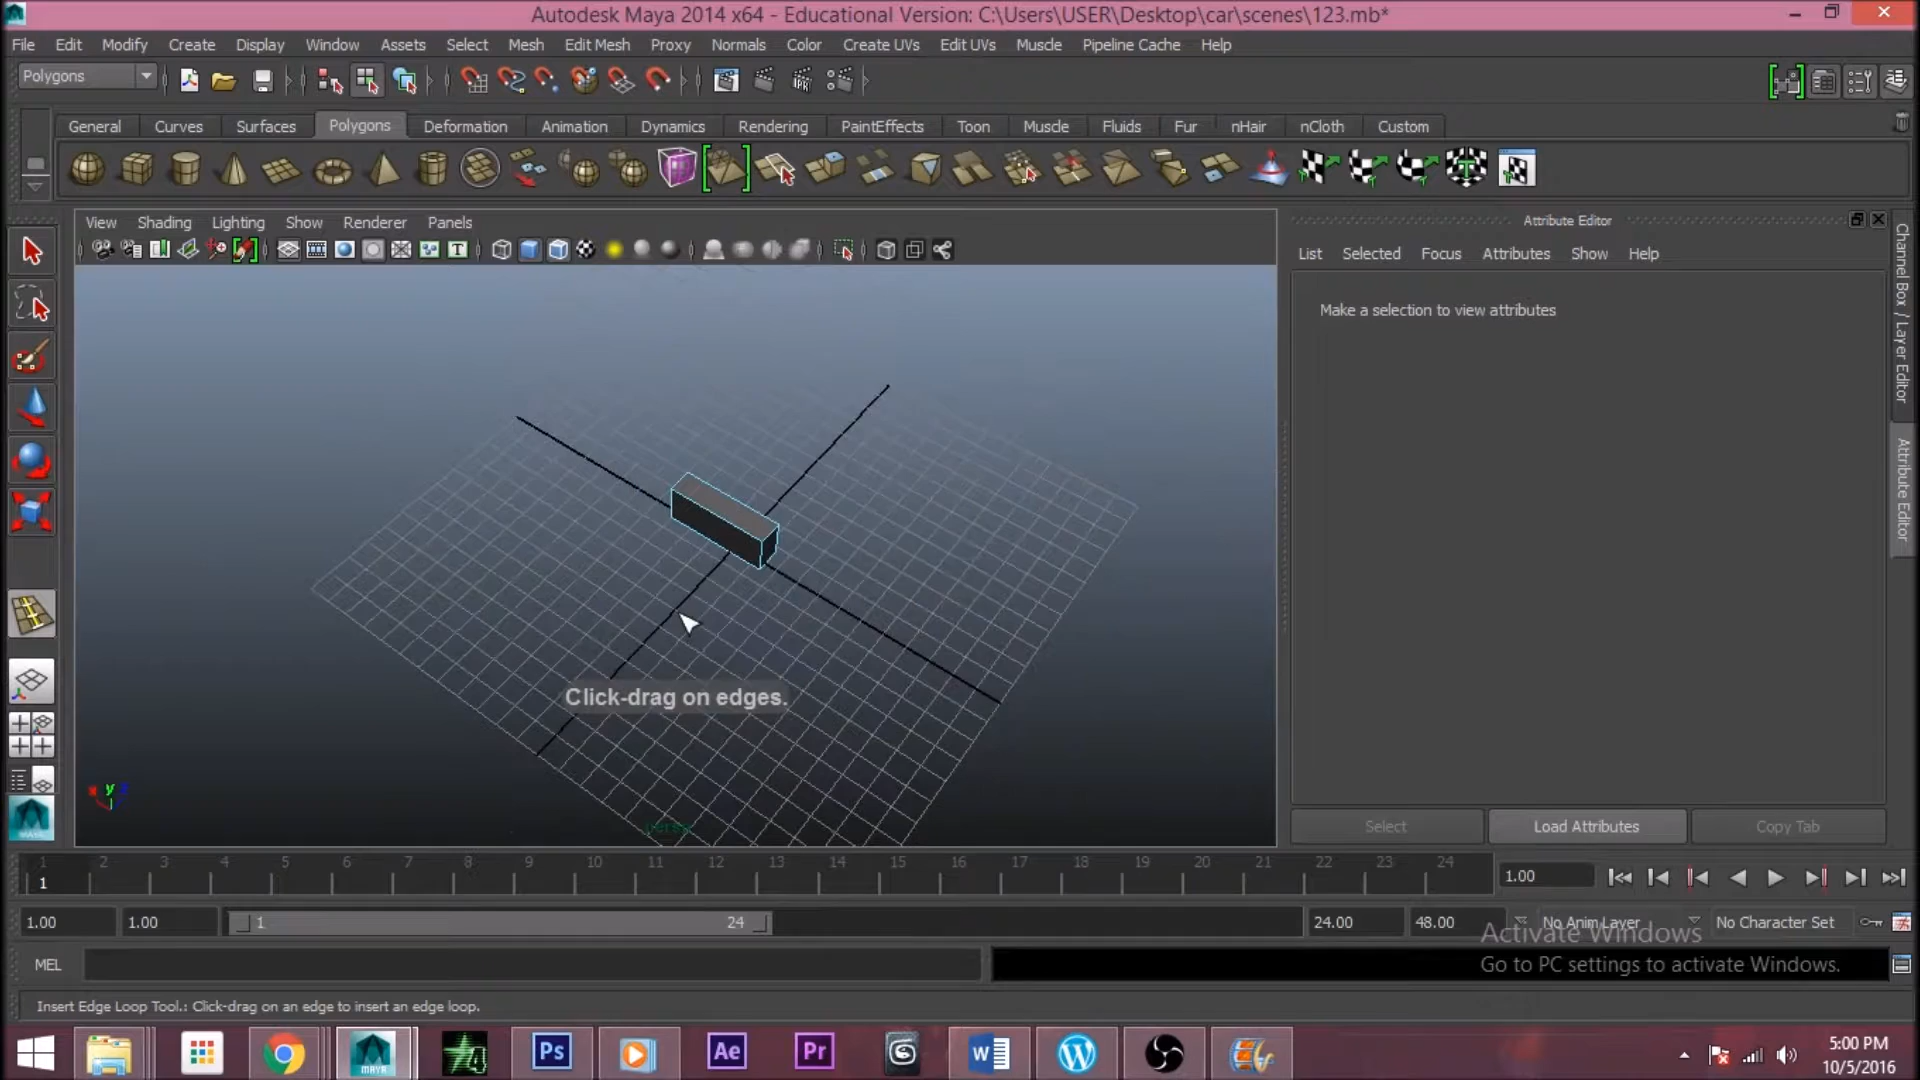 Autodesk Maya 2014 x64 - Educational Version: C:\Users\USER\Desktop\car\scenes\123.mb*
File Edit Modify Create Display Window Assets Select Mesh Edit Mesh Proxy Normals Color Create UVs Edit UVs Muscle Pipeline Cache Help
Polygons
IPR
General Curves Surfaces Polygons Deformation Animation Dynamics Rendering PaintEffects Toon Muscle Fluids Fur nHair nCloth Custom
View Shading Lighting Show Renderer Panels
Attribute Editor
List Selected Focus Attributes Show Help
Make a selection to view attributes
Channel Box / Layer Editor
Attribute Editor
Click-drag on edges.
y
persp
Select Load Attributes Copy Tab
1 2 3 4 5 6 7 8 9 10 11 12 13 14 15 16 17 18 19 20 21 22 23 24
1
1.00
1.00 1.00 1 24 24.00 48.00 No Anim Layer No Character Set
Activate Windows
Go to PC settings to activate Windows.
MEL
Insert Edge Loop Tool.: Click-drag on an edge to insert an edge loop.
MAYA Ps Ae Pr
5:00 PM
10/5/2016